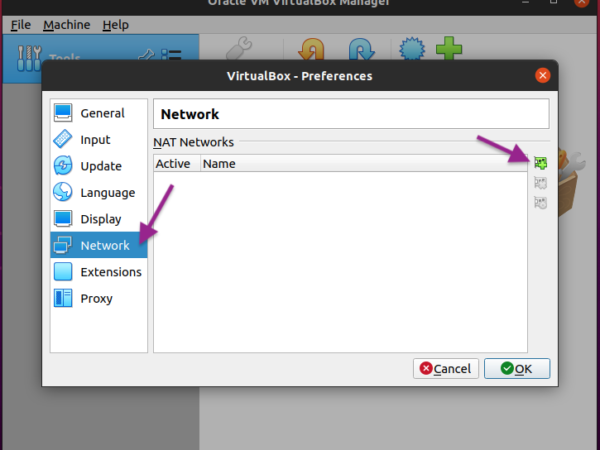 Oracle VM VirtualBox Manager
File Machine Help
Tools
VirtualBox - Preferences
General
Input
Update
Language
Display
Network
Extensions
Proxy
Network
NAT Networks
Active Name
Cancel OK